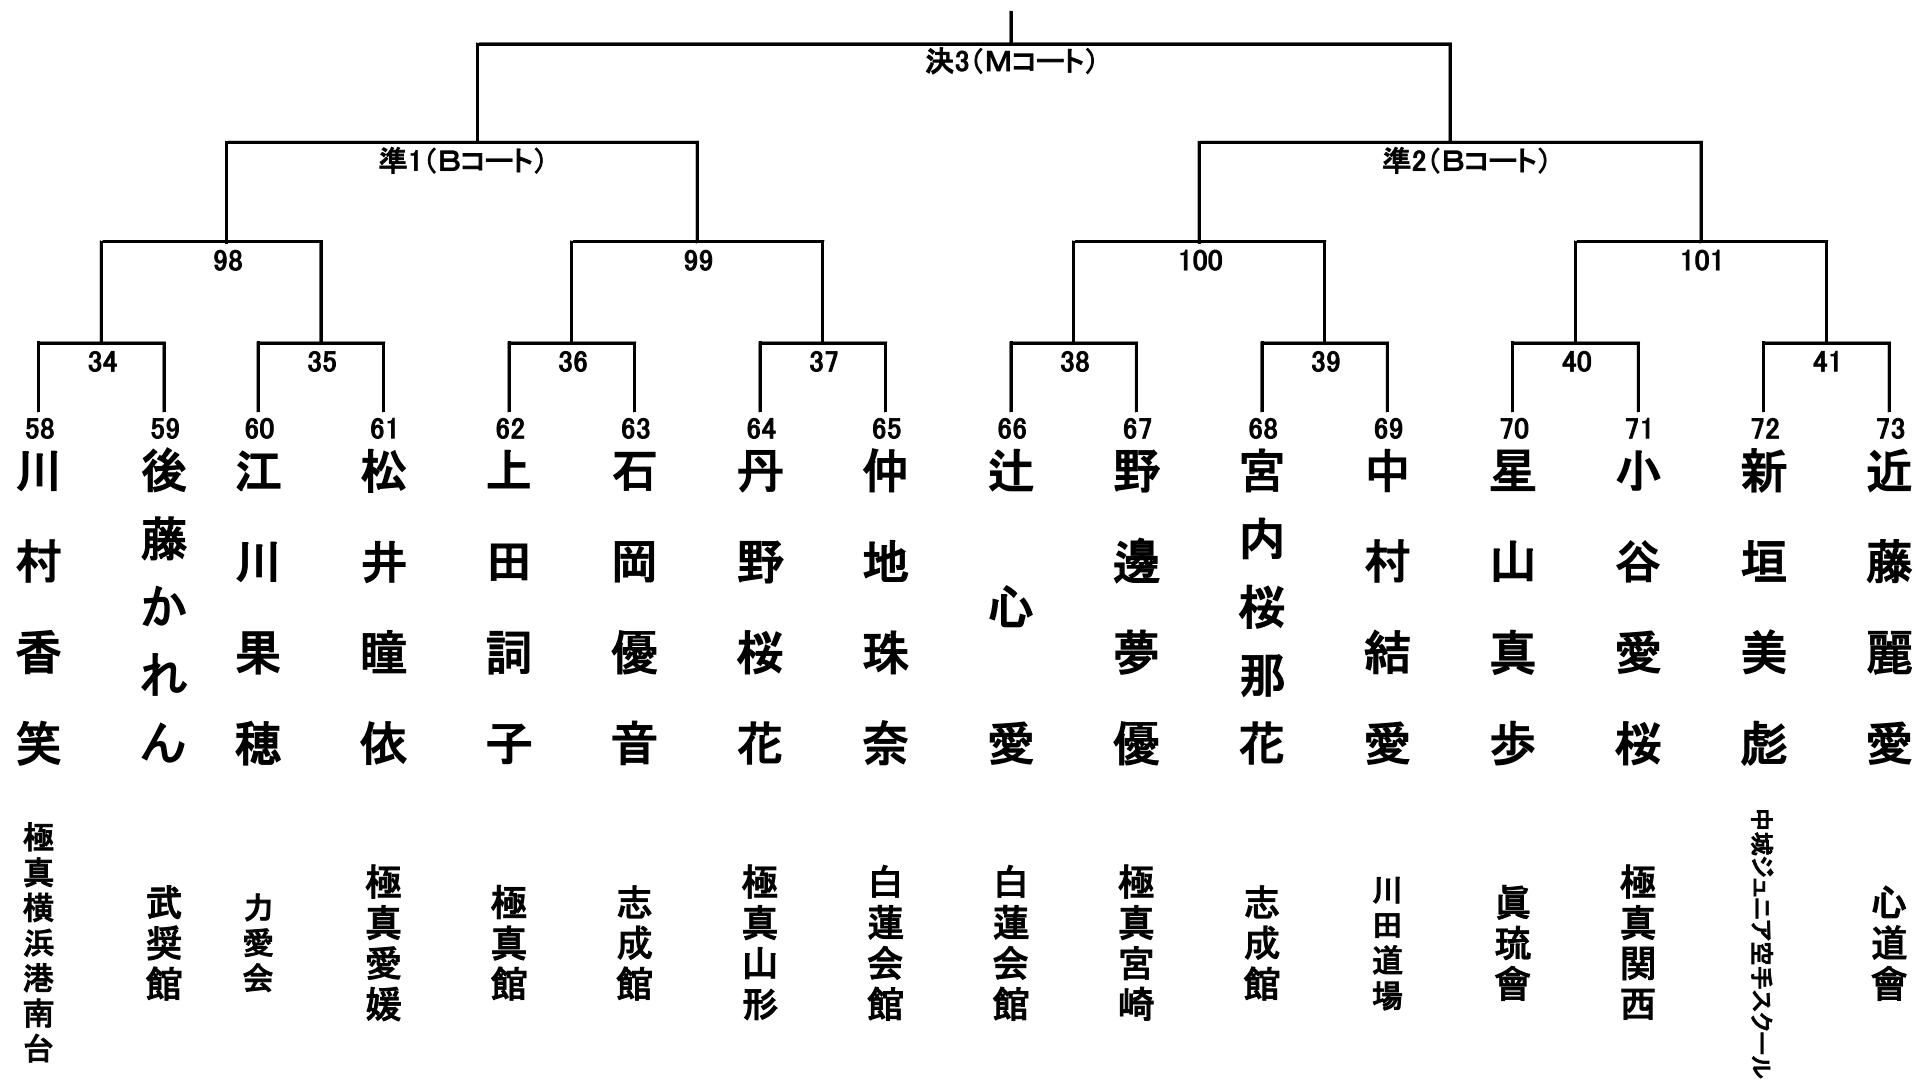 決3(Mコート)
準1(Bコート)
準2(Bコート)
98
99
100
101
34
35
36
37
38
39
40
41
58
59
60
61
62
63
64
65
66
67
68
69
70
71
72
73
川村香笑
後藤かれん
江川果穂
松井瞳依
上田詞子
石岡優音
丹野桜花
仲地珠奈
辻心愛
野邊夢優
宮内桜那花
中村結愛
星山真歩
小谷愛桜
新垣美彪
近藤麗愛
極真横浜港南台
武奨館
力愛会
極真愛媛
極真館
志成館
極真山形
白蓮会館
白蓮会館
極真宮崎
志成館
川田道場
眞琉會
極真関西
中城ジュニア空手スクール
心道會